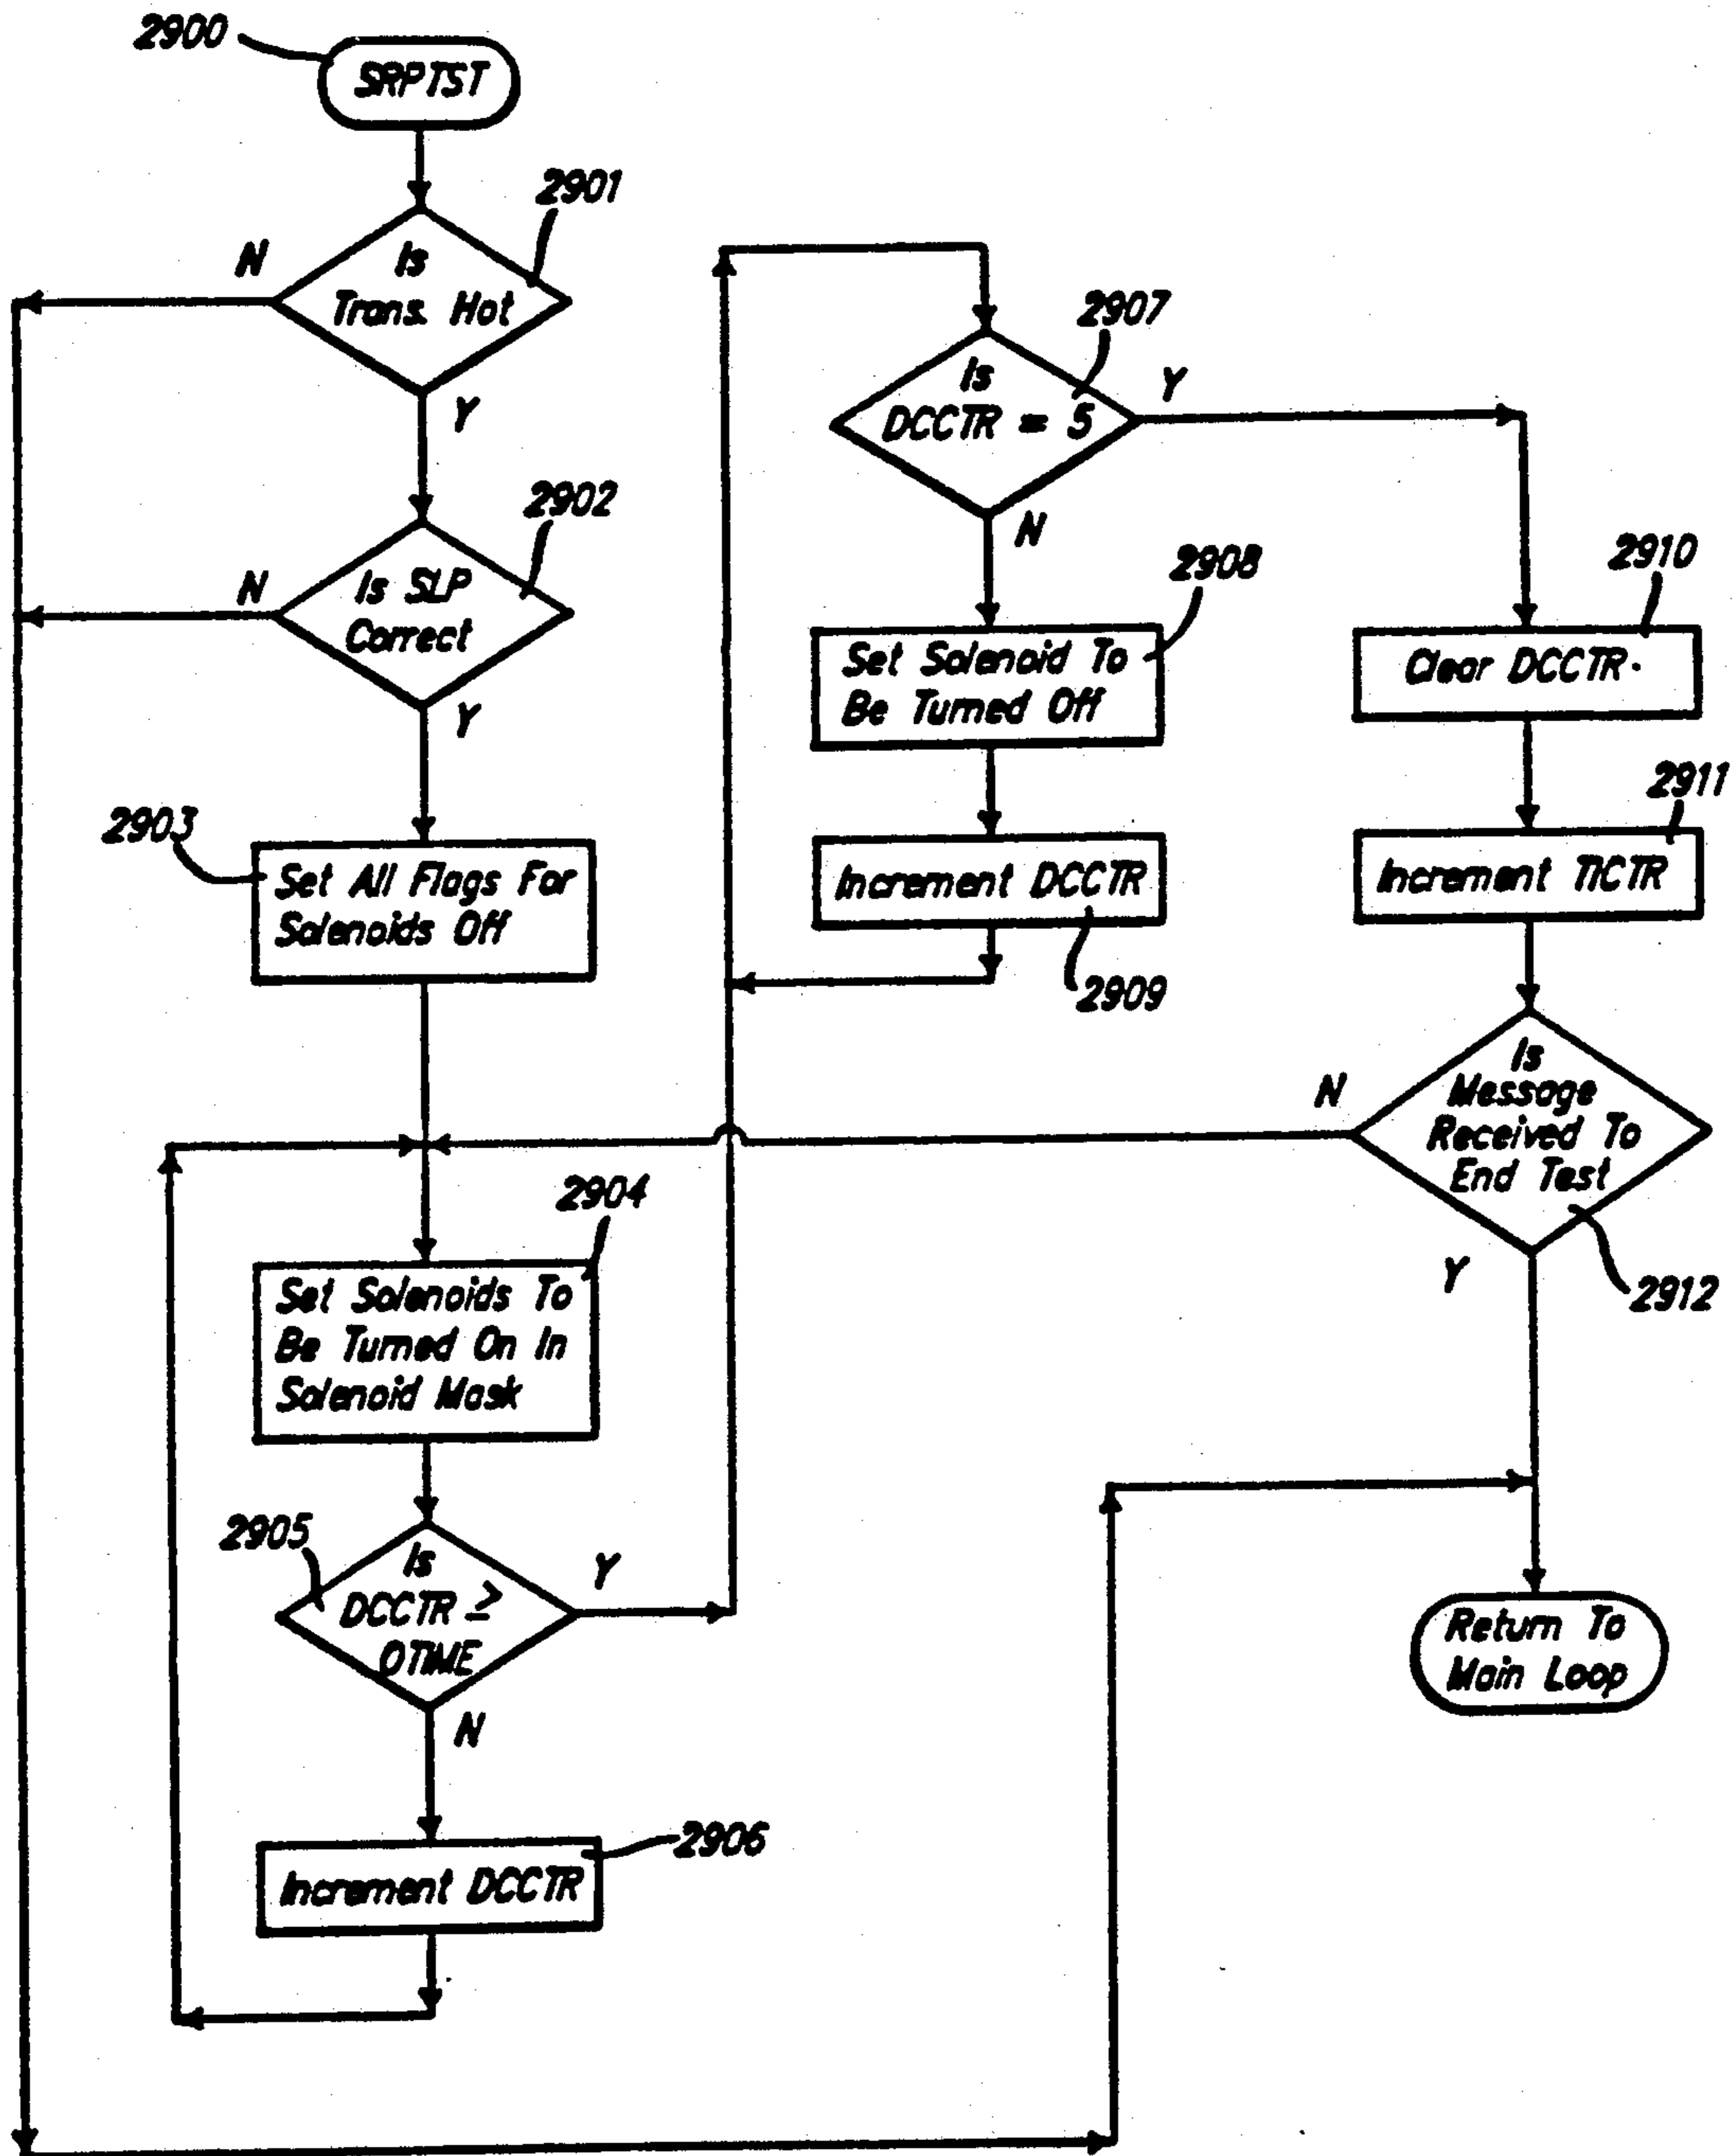 2900
SRPTST
2901
N
Is
Trans. Hot
Y
2902
N
Is SLP
Correct
Y
2903
Set All Flags For
Solenoids Off
2904
Set Solenoids To
Be Turned On In
Solenoid Mask
2905
Is
DCCTR ≥
OTIME
Y
N
2906
Increment DCCTR
2907
Is
DCCTR = 5
Y
N
2908
Set Solenoid To
Be Turned Off
Increment DCCTR
2909
2910
Clear DCCTR
2911
Increment TICTR
Is
Message
Received To
End Test
N
Y
2912
Return To
Main Loop